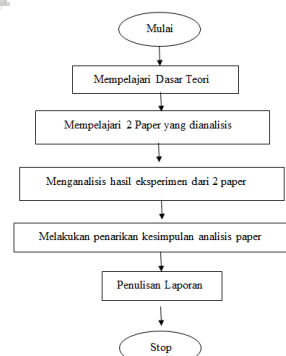 Mulai
Mempelajari Dasar Teori
Mempelajari 2 Paper yang dianalisis
Menganalisis hasil eksperimen dari 2 paper
Melakukan penarikan kesimpulan analisis paper
Penulisan Laporan
Stop